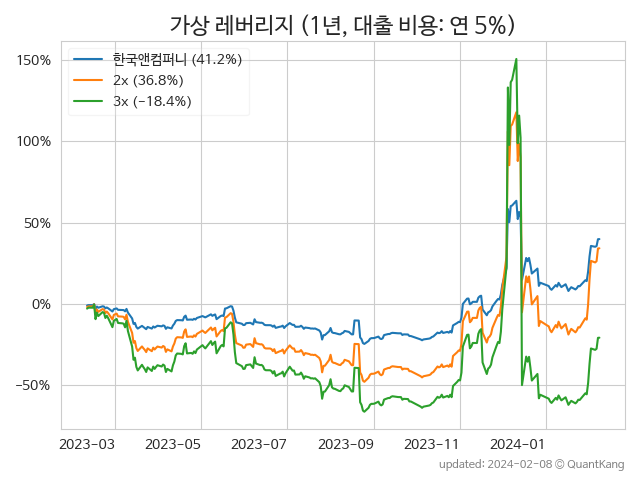 가상 레버리지 (1년, 대출 비용: 연 5%)
한국앤컴퍼니 (41.2%)
2x (36.8%)
3x (−18.4%)
150%
100%
50%
0%
−50%
2023-03 2023-05 2023-07 2023-09 2023-11 2024-01
updated: 2024-02-08 © QuantKang